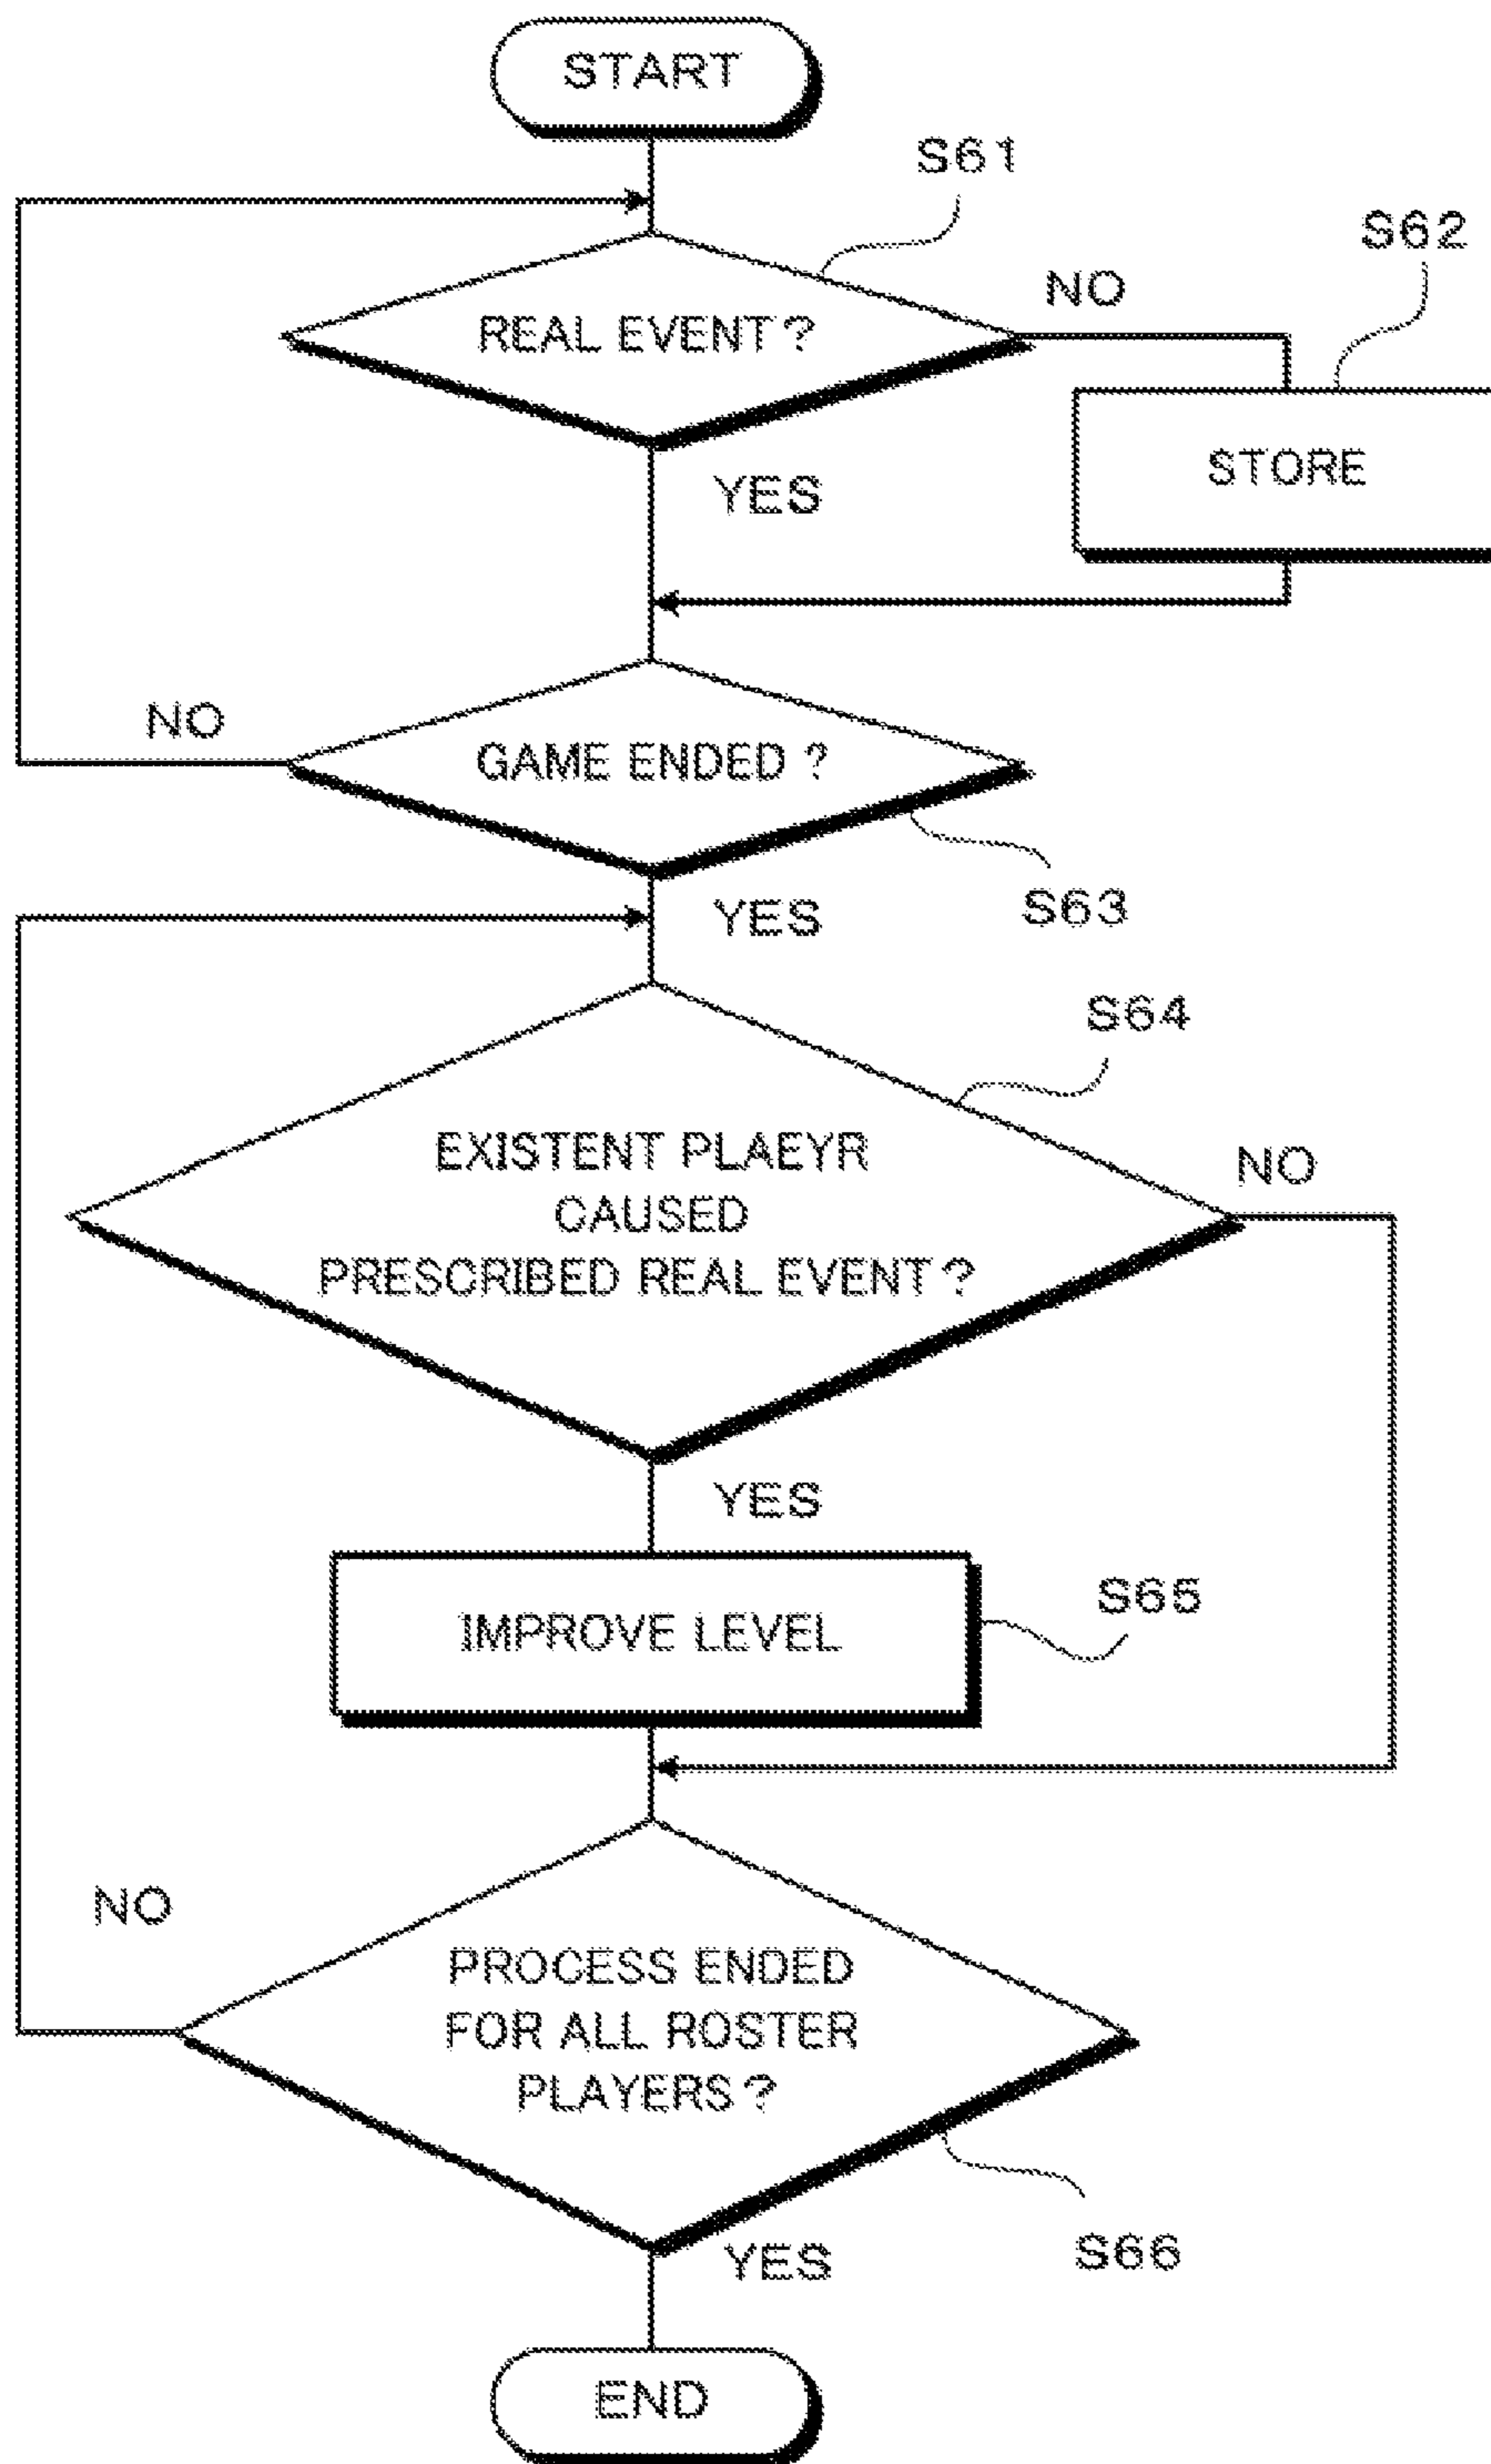 START
S61
S62
REAL EVENT ?
NO
STORE
YES
NO
GAME ENDED ?
S63
YES
S64
EXISTENT PLAEYR
CAUSED
PRESCRIBED REAL EVENT ?
NO
YES
IMPROVE LEVEL
S65
NO
PROCESS ENDED
FOR ALL ROSTER
PLAYERS ?
S66
YES
END